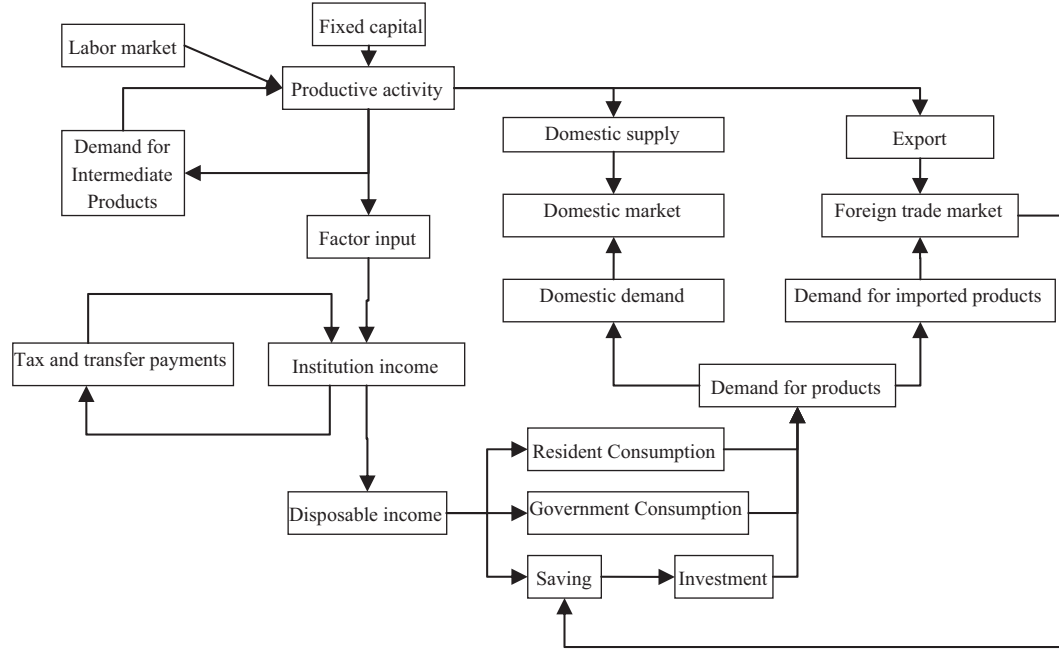 Fixed capital
Labor market
Productive activity
Domestic supply
Export
Demand for
Intermediate
Products
Domestic market
Foreign trade market
Factor input
Domestic demand
Demand for imported products
Tax and transfer payments
Institution income
Demand for products
Resident Consumption
Disposable income
Government Consumption
Saving
Investment